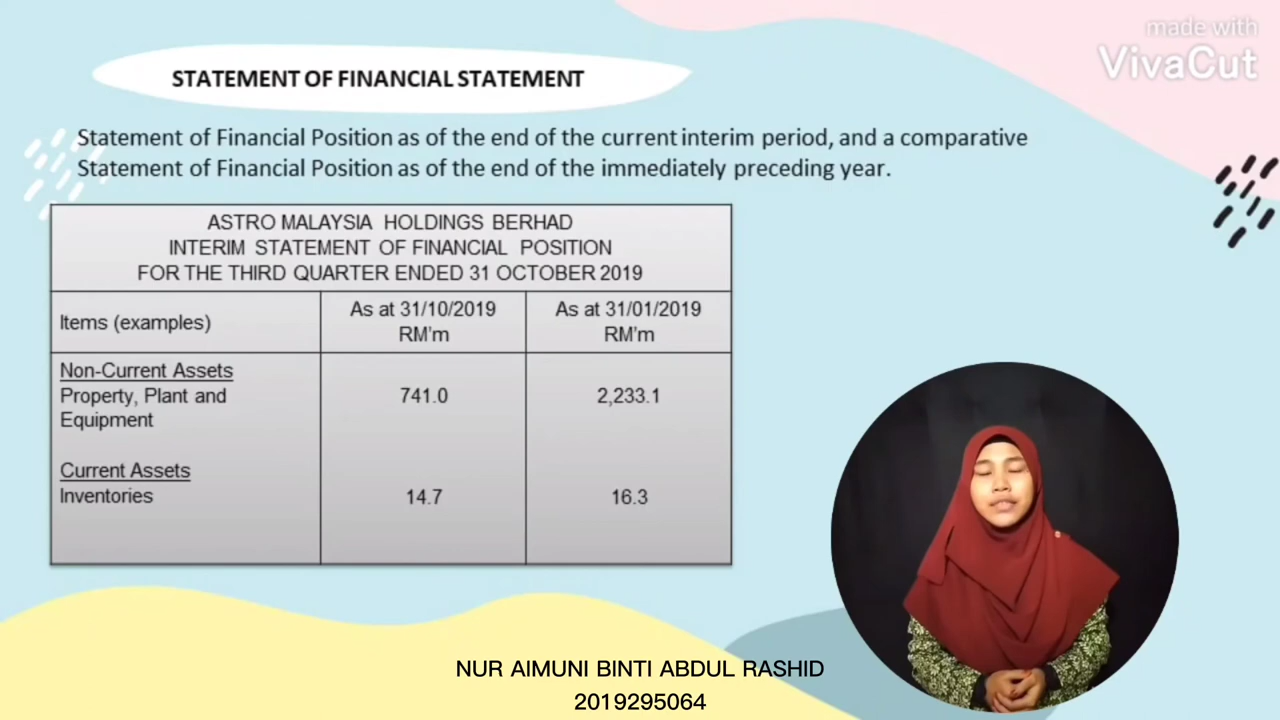 made with
VivaCut
STATEMENT OF FINANCIAL STATEMENT
Statement of Financial Position as of the end of the current interim period, and a comparative
Statement of Financial Position as of the end of the immediately preceding year.
ASTRO MALAYSIA HOLDINGS BERHAD
INTERIM STATEMENT OF FINANCIAL POSITION
FOR THE THIRD QUARTER ENDED 31 OCTOBER 2019
Items (examples)
As at 31/10/2019
RM'm
As at 31/01/2019
RM'm
Non-Current Assets
Property, Plant and
Equipment
741.0
2,233.1
Current Assets
Inventories
14.7
16.3
NUR AIMUNI BINTI ABDUL RASHID
2019295064